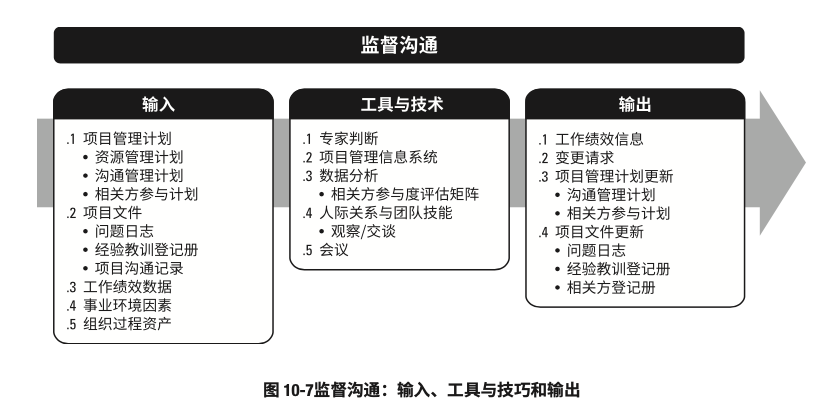 监督沟通
输入
.1 项目管理计划
• 资源管理计划
• 沟通管理计划
• 相关方参与计划
.2 项目文件
• 问题日志
• 经验教训登记册
• 项目沟通记录
.3 工作绩效数据
.4 事业环境因素
.5 组织过程资产
工具与技术
.1 专家判断
.2 项目管理信息系统
.3 数据分析
• 相关方参与度评估矩阵
.4 人际关系与团队技能
• 观察/交谈
.5 会议
输出
.1 工作绩效信息
.2 变更请求
.3 项目管理计划更新
• 沟通管理计划
• 相关方参与计划
.4 项目文件更新
• 问题日志
• 经验教训登记册
• 相关方登记册
图 10-7监督沟通：输入、工具与技巧和输出